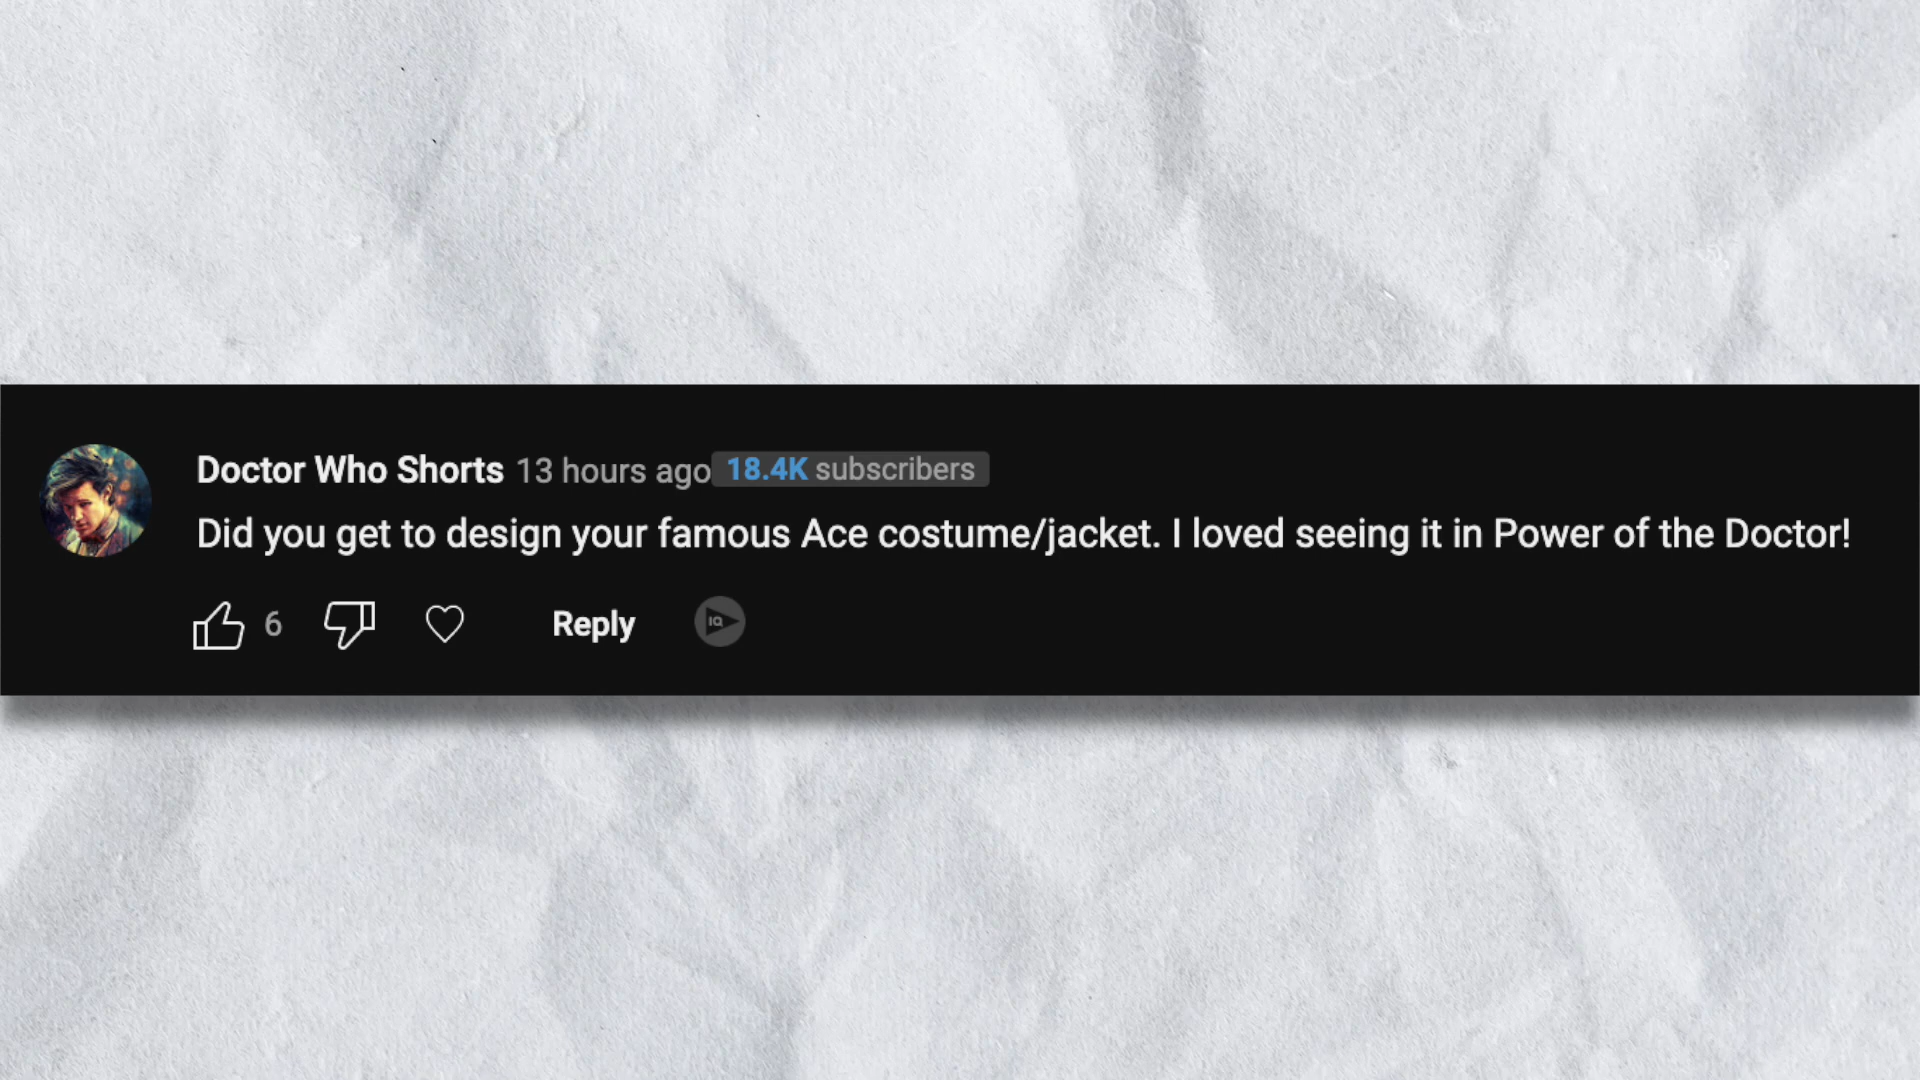 Doctor Who Shorts 13 hours ago 18.4K subscribers
Did you get to design your famous Ace costume/jacket. I loved seeing it in Power of the Doctor!
6 Reply IQ